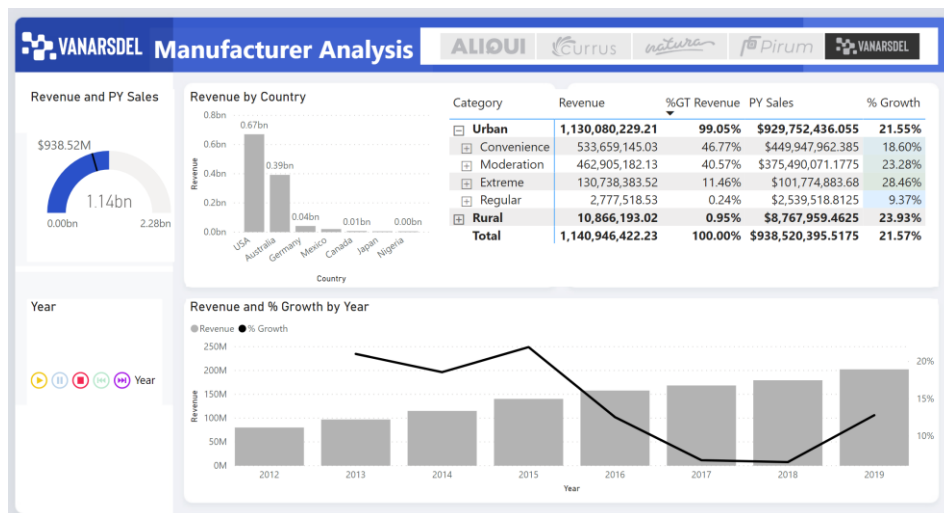 VANARSDEL Manufacturer Analysis
ALIQUI
Currus
natura
Pirum
VANARSDEL
Revenue and PY Sales
$938.52M
1.14bn
0.00bn
2.28bn
Revenue by Country
0.8bn
0.6bn
0.4bn
0.2bn
0.0bn
Revenue
0.67bn
0.39bn
0.04bn
0.01bn
0.00bn
USA
Australia
Germany
Mexico
Canada
Japan
Nigeria
Country
Category Revenue %GT Revenue PY Sales % Growth
Urban 1,130,080,229.21 99.05% $929,752,436.055 21.55%
Convenience 533,659,145.03 46.77% $449,947,962.385 18.60%
Moderation 462,905,182.13 40.57% $375,490,071.1775 23.28%
Extreme 130,738,383.52 11.46% $101,774,883.68 28.46%
Regular 2,777,518.53 0.24% $2,539,518.8125 9.37%
Rural 10,866,193.02 0.95% $8,767,959.4625 23.93%
Total 1,140,946,422.23 100.00% $938,520,395.5175 21.57%
Year
Year
Revenue and % Growth by Year
Revenue % Growth
250M
200M
150M
100M
50M
0M
Revenue
20%
15%
10%
2012 2013 2014 2015 2016 2017 2018 2019
Year